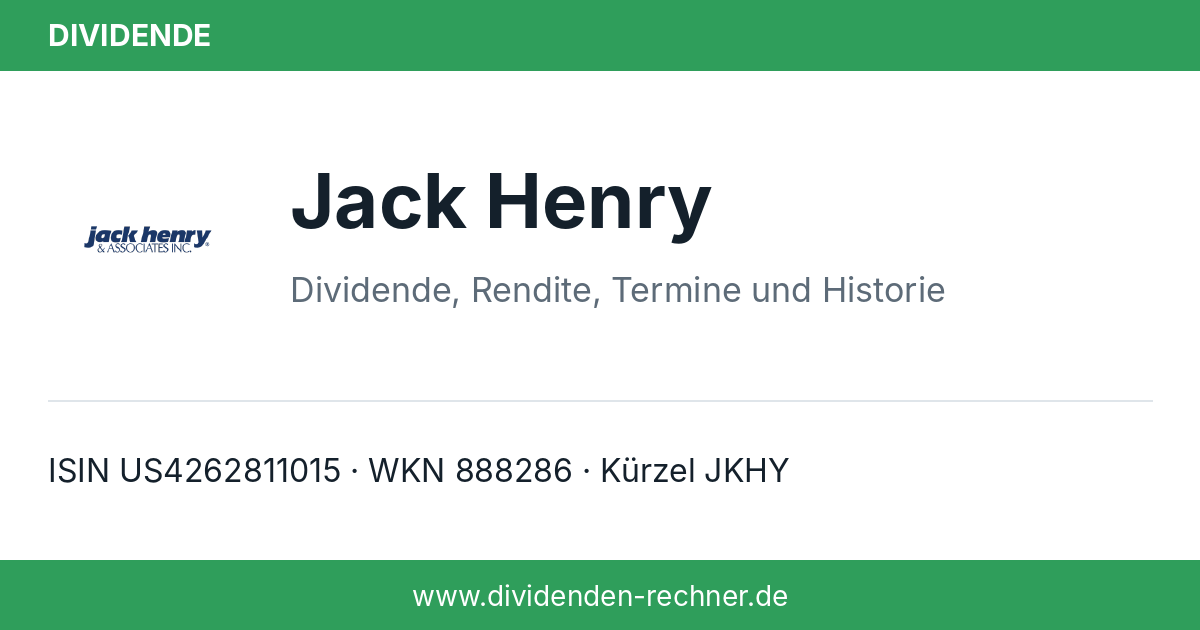 DIVIDENDE
jack henry
& ASSOCIATES INC.
Jack Henry
Dividende, Rendite, Termine und Historie
ISIN US4262811015 · WKN 888286 · Kürzel JKHY
www.dividenden-rechner.de